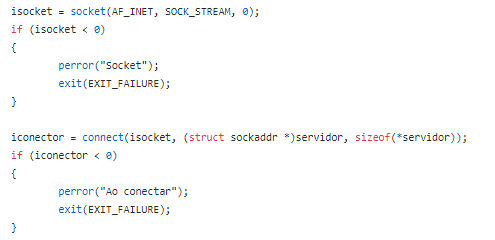 isocket = socket(AF_INET, SOCK_STREAM, 0);
if (isocket < 0)
{
perror("Socket");
exit(EXIT_FAILURE);
}
iconector = connect(isocket, (struct sockaddr *)servidor, sizeof(*servidor));
if (iconector < 0)
{
perror("Ao conectar");
exit(EXIT_FAILURE);
}